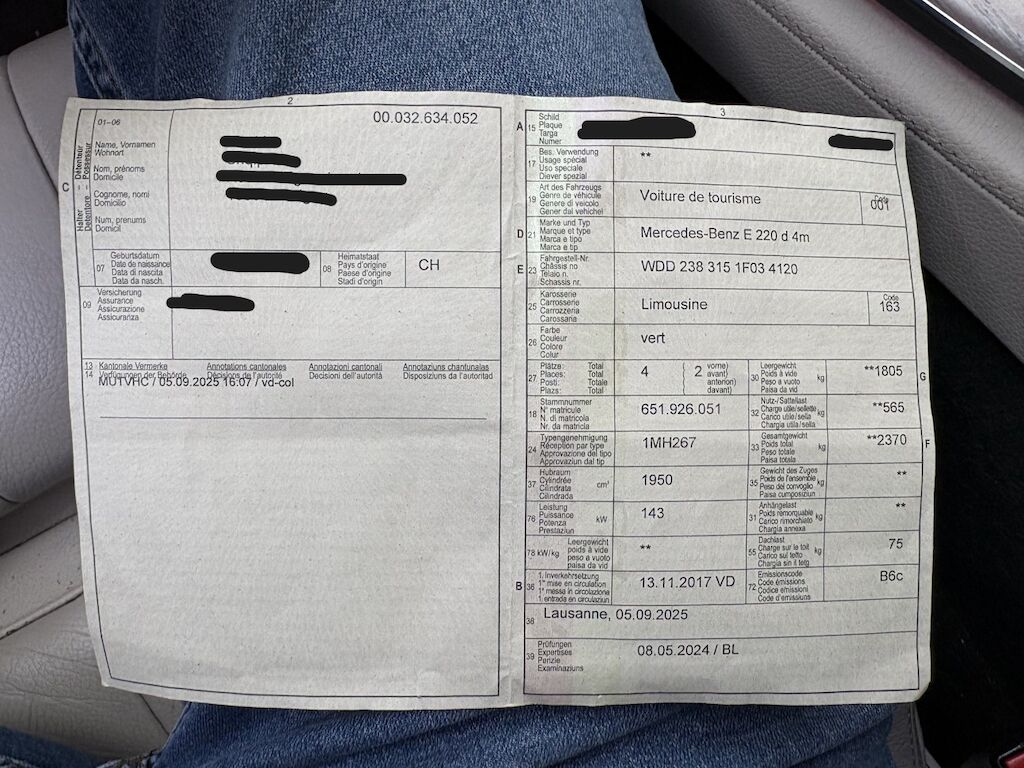 2
01-06
00.032.634.052
C
Halter Détenteur
Detentore Possessur
Name, Vornamen
Wohnort
Nom, prénoms
Domicile
Cognome, nomi
Domicilio
Num, prenums
Domicil
07
Geburtsdatum
Date de naissance
Data di nascita
Data da nasch.
08
Heimatstaat
Pays d'origine
Paese d'origine
Stadi d'origin
CH
09
Versicherung
Assurance
Assicurazione
Assicuranza
13
14
Kantonale Vermerke
Verfügungen der Behörde
Annotations cantonales
Décisions de l'autorité
Annotazioni cantonali
Decisioni dell'autorità
Annotaziuns chantunalas
Disposiziuns da l'autoritad
MUTVHC / 05.09.2025 16:07 / vd-col
3
A
15
Schild
Plaque
Targa
Numer
17
Bes. Verwendung
Usage spécial
Uso speciale
Diever spezial
**
19
Art des Fahrzeugs
Genre de véhicule
Genere di veicolo
Gener dal vehichel
Voiture de tourisme
Code
001
D
21
Marke und Typ
Marque et type
Marca e tipo
Marca e tip
Mercedes-Benz E 220 d 4m
E
23
Fahrgestell-Nr.
Châssis no
Telaio n.
Schassis nr.
WDD 238 315 1F03 4120
25
Karosserie
Carrosserie
Carrozzeria
Carossaria
Limousine
Code
163
26
Farbe
Couleur
Colore
Colur
vert
27
Plätze: Total
Places: Total
Posti: Totale
Plazs: Total
4
( 2
vorne)
avant)
anteriori)
davant)
30
Leergewicht
Poids à vide
Peso a vuoto
Paisa da vid
kg
**1805
G
18
Stammnummer
N° matricule
N. di matricola
Nr. da matricla
651.926.051
32
Nutz-/Sattellast
Charge utile/sellette
Carico utile/sella
Chargia utila/sella
kg
**565
24
Typengenehmigung
Réception par type
Approvazione del tipo
Approvaziun dal tip
1MH267
33
Gesamtgewicht
Poids total
Peso totale
Paisa totala
kg
**2370
F
37
Hubraum
Cylindrée
Cilindrata
Cilindrada
cm³
1950
35
Gewicht des Zuges
Poids de l'ensemble
Peso del convoglio
Paisa cumposiziun
kg
**
76
Leistung
Puissance
Potenza
Prestaziun
kW
143
31
Anhängelast
Poids remorquable
Carico rimorchiato
Chargia annexa
kg
**
78 kW/kg
Leergewicht
poids à vide
peso a vuoto
paisa da vid
**
55
Dachlast
Charge sur le toit
Carico sul tetto
Chargia sin il tetg
kg
75
B
36
1. Inverkehrsetzung
1re mise en circulation
1a messa in circolazione
1. entrada en circulaziun
13.11.2017 VD
72
Emissionscode
Code émissions
Codice emissioni
Code d'emissiuns
B6c
38
Lausanne, 05.09.2025
39
Prüfungen
Expertises
Perizie
Examinaziuns
08.05.2024 / BL